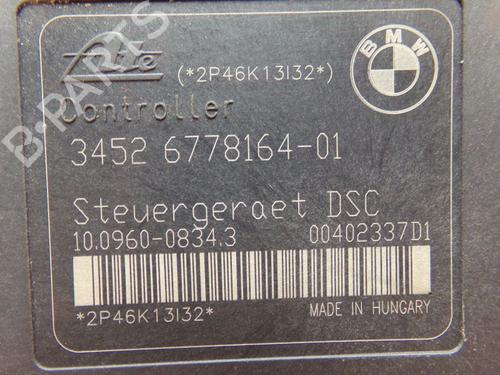 Ate (*2P46K13I32*)
BMW
Controller
B-PARTS
3452 6778164-01
Steuergeraet DSC
10.0960-0834.3 00402337D1
*2P46K13I32*
MADE IN HUNGARY